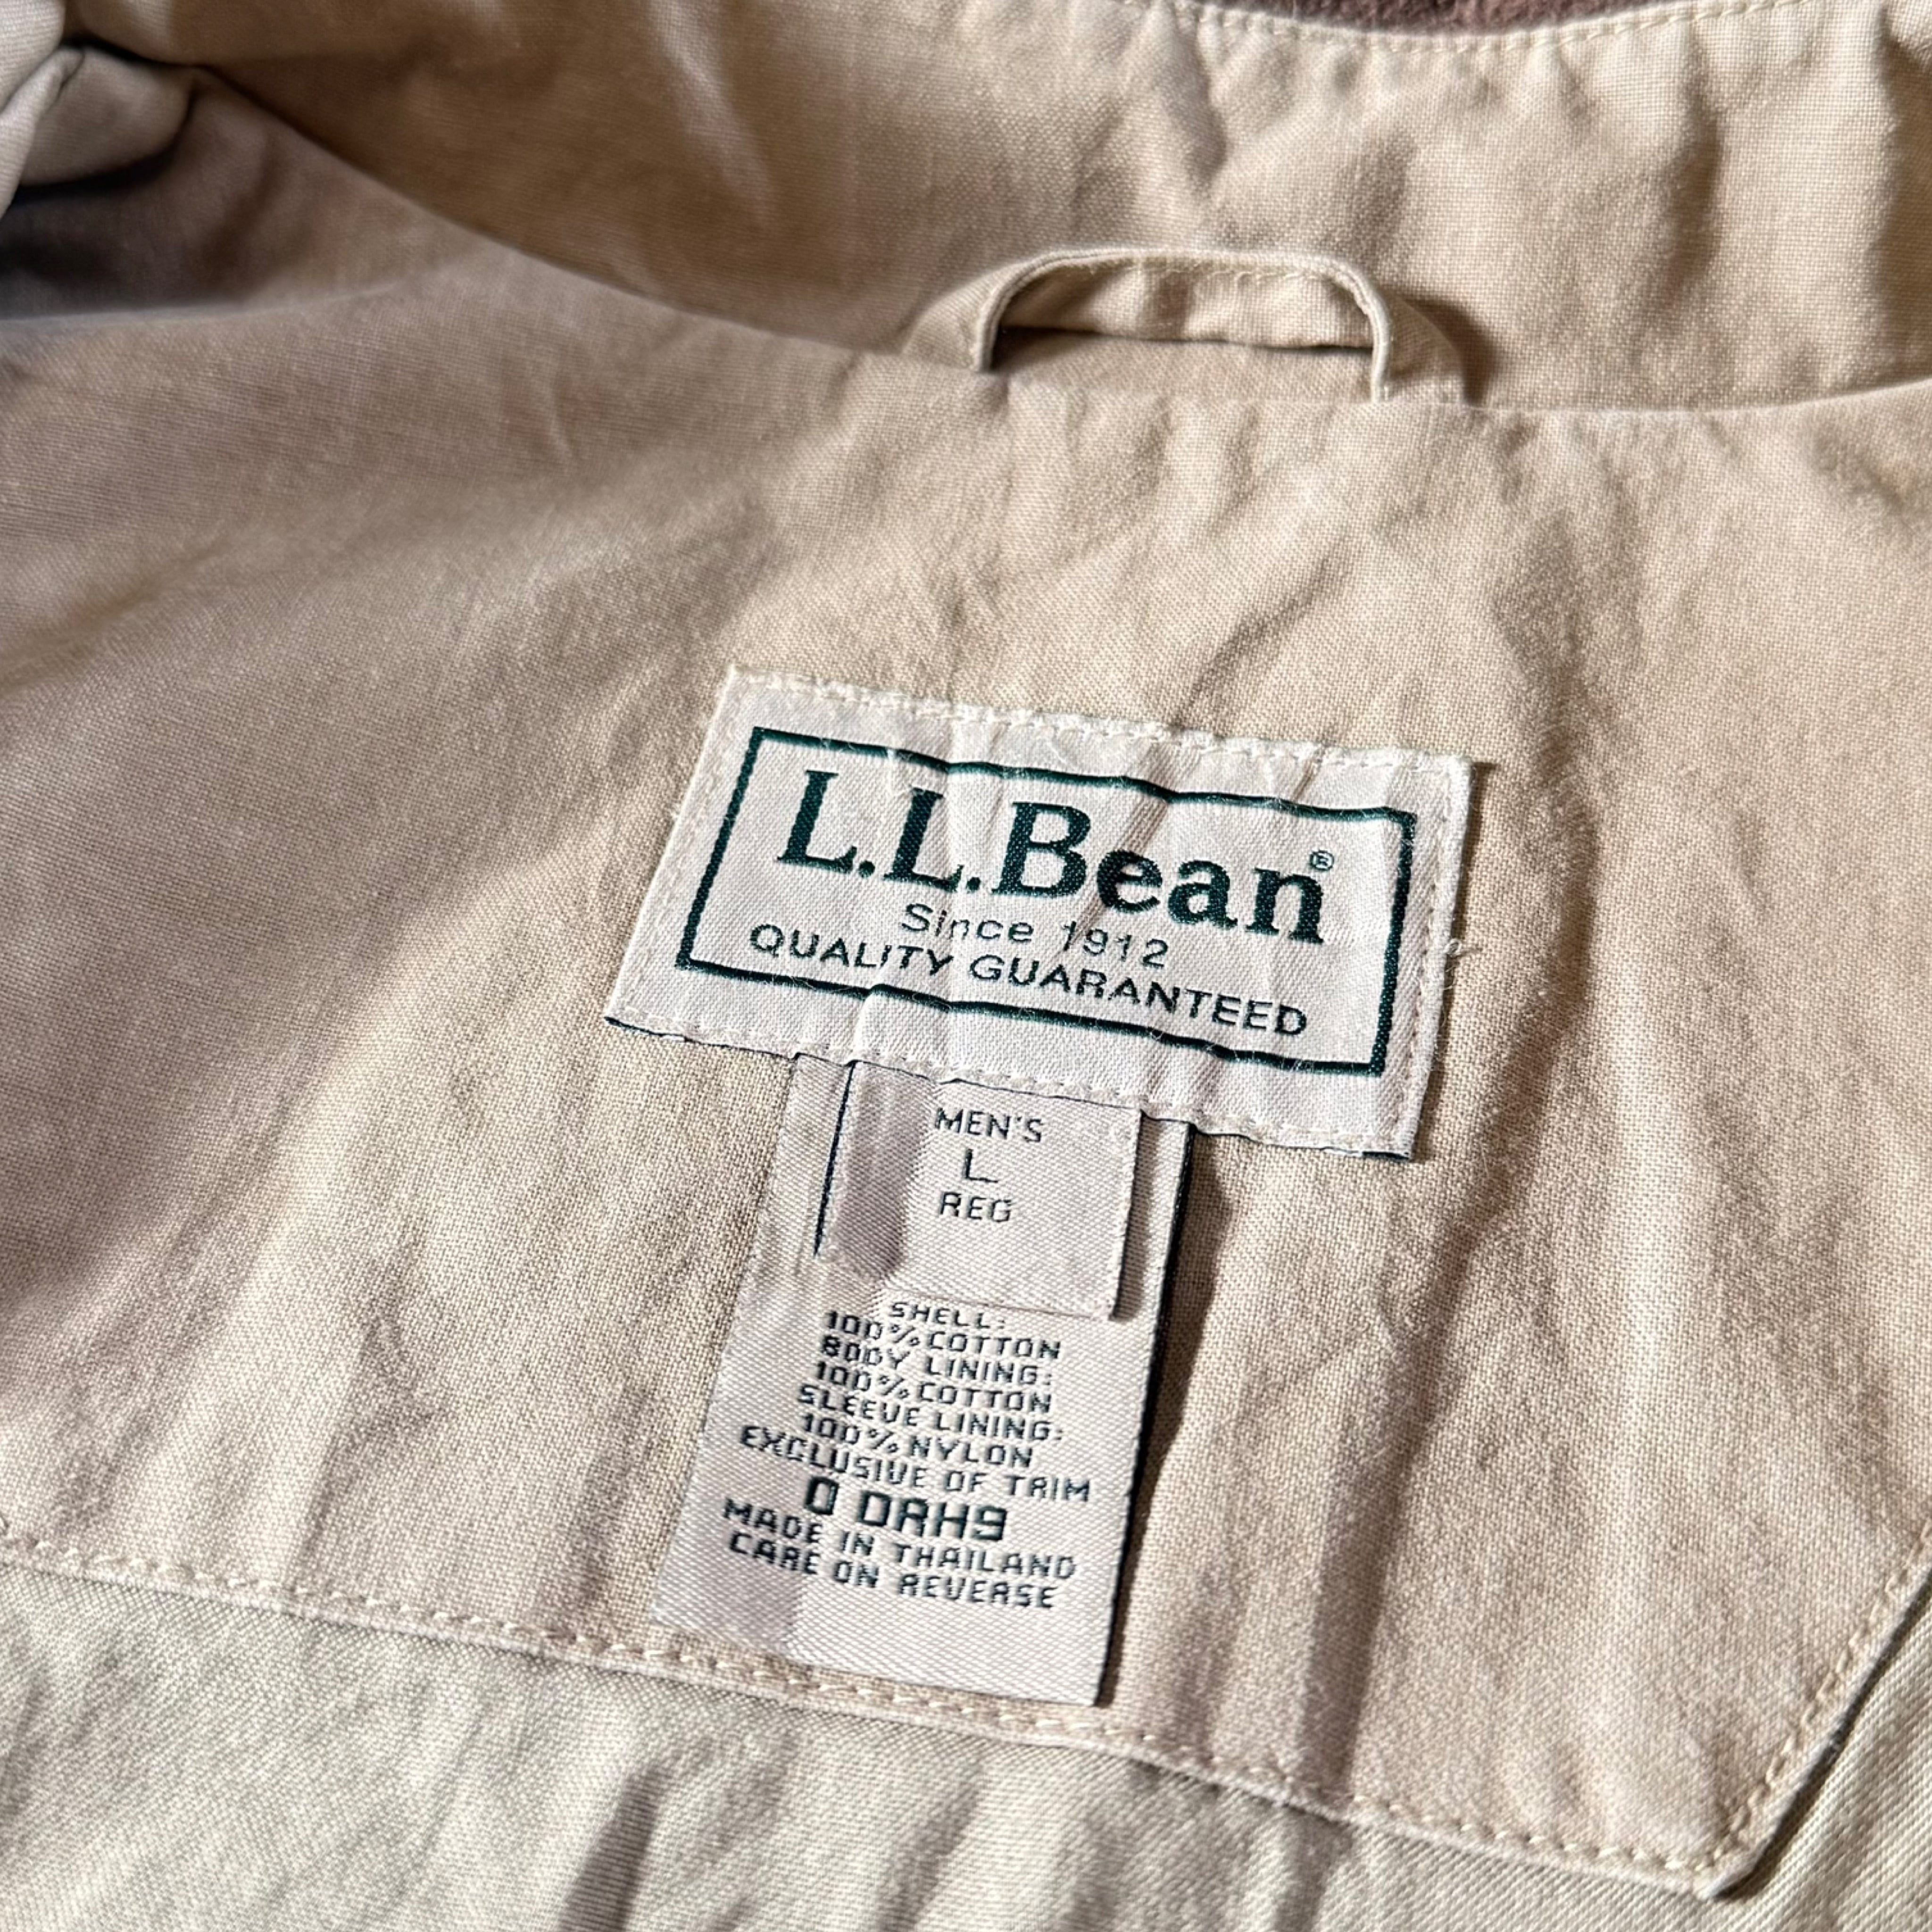 L.L.Bean®
Since 1912
QUALITY GUARANTEED
MEN'S
L
REG
SHELL:
100% COTTON
BODY LINING:
100% COTTON
SLEEVE LINING:
100% NYLON
EXCLUSIVE OF TRIM
0 DAH9
MADE IN THAILAND
CARE ON REVERSE